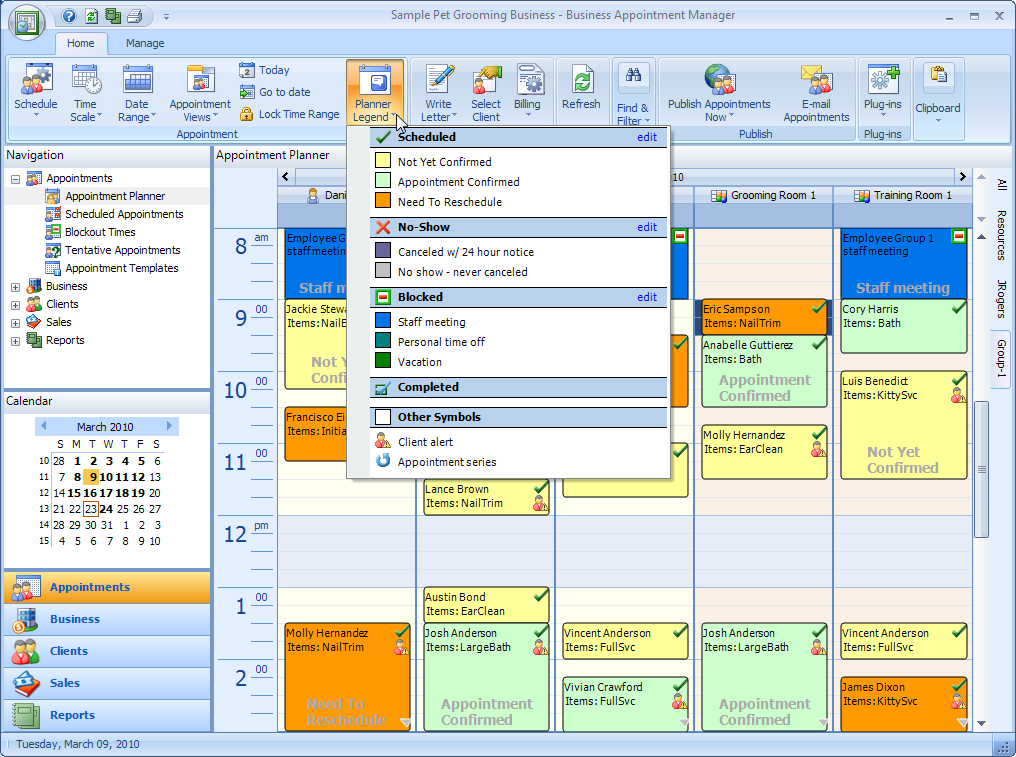 Sample Pet Grooming Business - Business Appointment Manager
Home Manage
Schedule
Time Scale
Date Range
Appointment Views
Today
Go to date
Lock Time Range
Planner Legend
Write Letter
Select Client
Billing
Refresh
Find & Filter
Publish Appointments Now
E-mail Appointments
Plug-ins
Clipboard
Appointment
Publish
Plug-ins
Navigation
Appointments
Appointment Planner
Scheduled Appointments
Blockout Times
Tentative Appointments
Appointment Templates
Business
Clients
Sales
Reports
Calendar
March 2010
S M T W T F S
10 28 1 2 3 4 5 6
11 7 8 9 10 11 12 13
12 14 15 16 17 18 19 20
13 21 22 23 24 25 26 27
14 28 29 30 31 1 2 3
15 4 5 6 7 8 9 10
Appointments
Business
Clients
Sales
Reports
Tuesday, March 09, 2010
Appointment Planner
Scheduled edit
Not Yet Confirmed
Appointment Confirmed
Need To Reschedule
No-Show edit
Canceled w/ 24 hour notice
No show - never canceled
Blocked edit
Staff meeting
Personal time off
Vacation
Completed
Other Symbols
Client alert
Appointment series
10
Dani
Grooming Room 1
Training Room 1
8 am
9 00
10 00
11 00
12 pm
1 00
2 00
Employee G
staff meeting
Staff m
Jackie Stewa
Items: NailE
Not Y
Confi
Francisco Ei
Items: Initia
Molly Hernandez
Items: NailTrim
Need to
Reschedule
Lance Brown
Items: NailTrim
Austin Bond
Items: EarClean
Josh Anderson
Items: LargeBath
Appointment
Confirmed
Vincent Anderson
Items: FullSvc
Vivian Crawford
Items: FullSvc
Eric Sampson
Items: NailTrim
Anabelle Guttierez
Items: Bath
Appointment
Confirmed
Molly Hernandez
Items: EarClean
Josh Anderson
Items: LargeBath
Appointment
Confirmed
Employee Group 1
staff meeting
Staff meeting
Cory Harris
Items: Bath
Luis Benedict
Items: KittySvc
Not Yet
Confirmed
Vincent Anderson
Items: FullSvc
James Dixon
Items: KittySvc
All
Resources
JRogers
Group-1